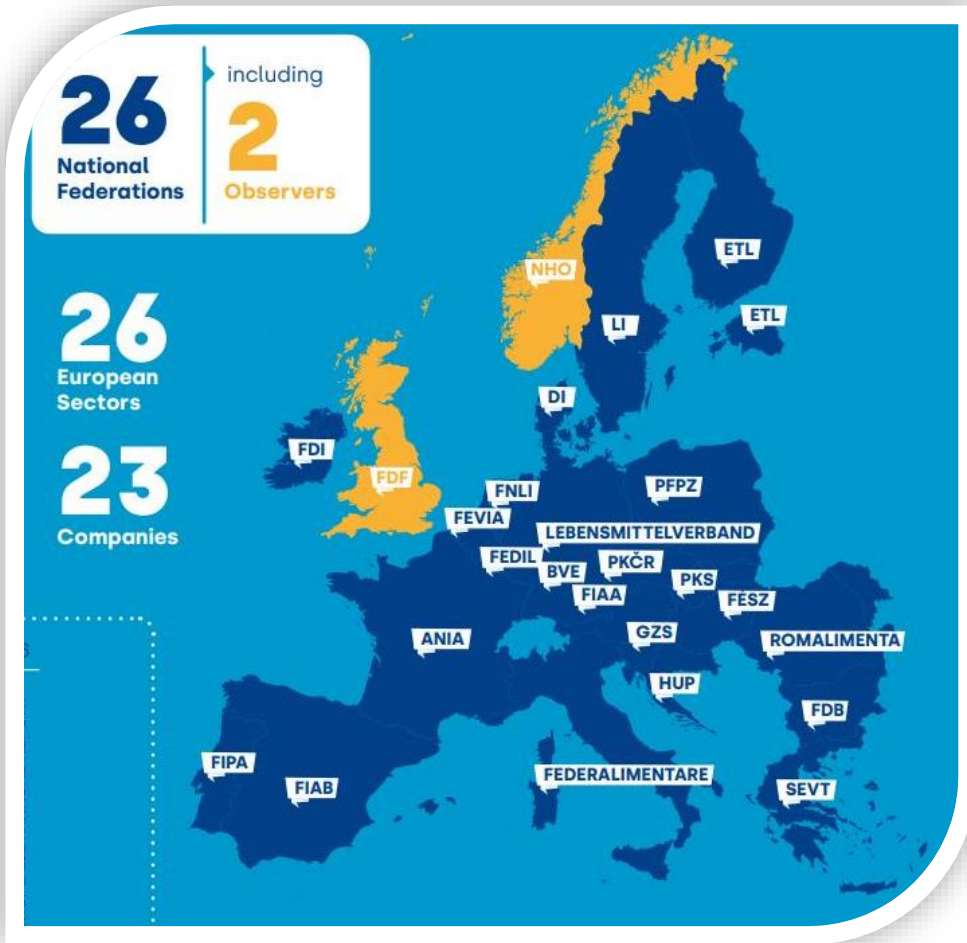 26
National
Federations
including
2
Observers
26
European
Sectors
23
Companies
NHO
ETL
LI
ETL
DI
FDI
FDF
FNLI
PFPZ
FEVIA
LEBENSMITTELVERBAND
FEDIL
BVE
PKČR
PKS
FIAA
FÉSZ
ANIA
GZS
ROMALIMENTA
HUP
FDB
FIPA
FIAB
FEDERALIMENTARE
SEVT